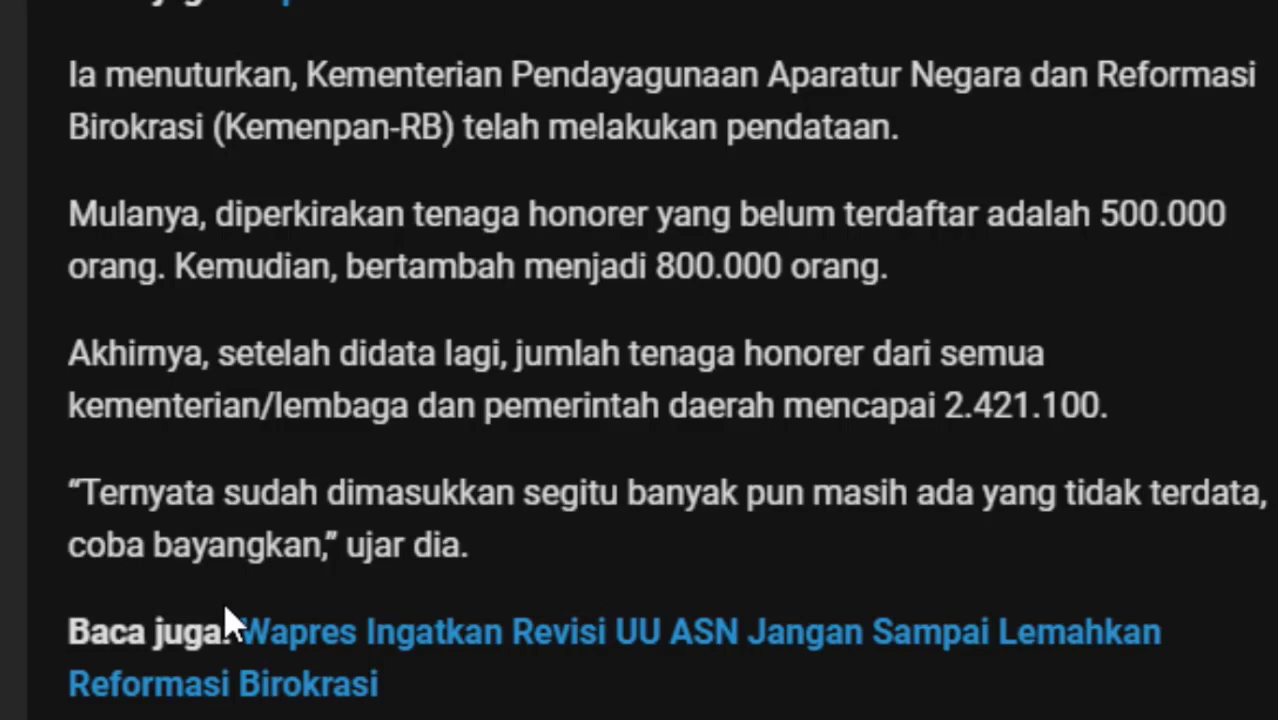 Ia menuturkan, Kementerian Pendayagunaan Aparatur Negara dan Reformasi
Birokrasi (Kemenpan-RB) telah melakukan pendataan.
Mulanya, diperkirakan tenaga honorer yang belum terdaftar adalah 500.000
orang. Kemudian, bertambah menjadi 800.000 orang.
Akhirnya, setelah didata lagi, jumlah tenaga honorer dari semua
kementerian/lembaga dan pemerintah daerah mencapai 2.421.100.
“Ternyata sudah dimasukkan segitu banyak pun masih ada yang tidak terdata,
coba bayangkan,” ujar dia.
Baca juga: Wapres Ingatkan Revisi UU ASN Jangan Sampai Lemahkan
Reformasi Birokrasi